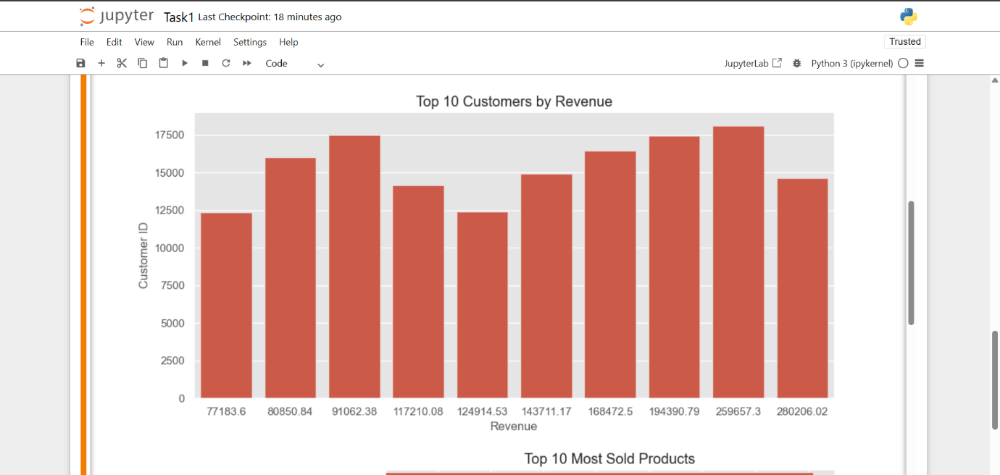 jupyter Task1 Last Checkpoint: 18 minutes ago
File Edit View Run Kernel Settings Help
Trusted
Code
JupyterLab Python 3 (ipykernel)
Top 10 Customers by Revenue
17500
15000
12500
10000
7500
5000
2500
0
Customer ID
77183.6 80850.84 91062.38 117210.08 124914.53 143711.17 168472.5 194390.79 259657.3 280206.02
Revenue
Top 10 Most Sold Products